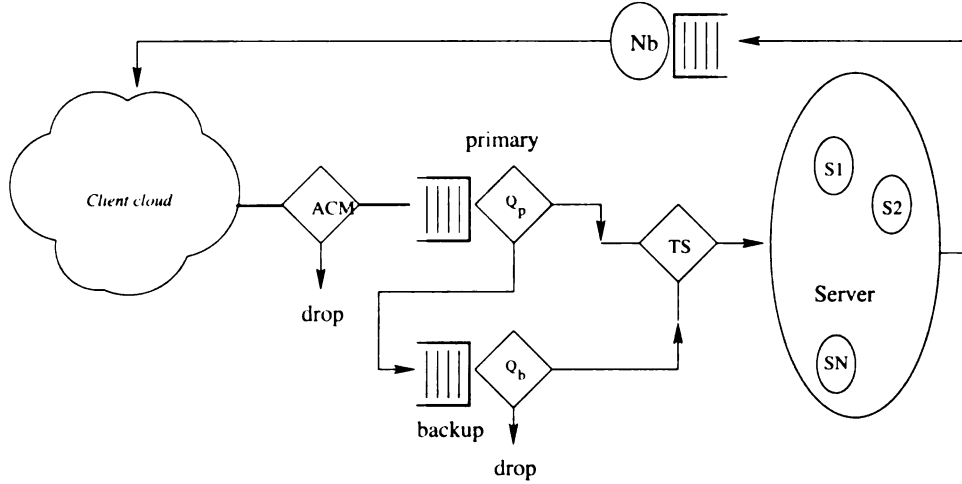 Nb
primary
S1
Client cloud
ACM
Qp
S2
TS
drop
Server
Qb
SN
backup
drop